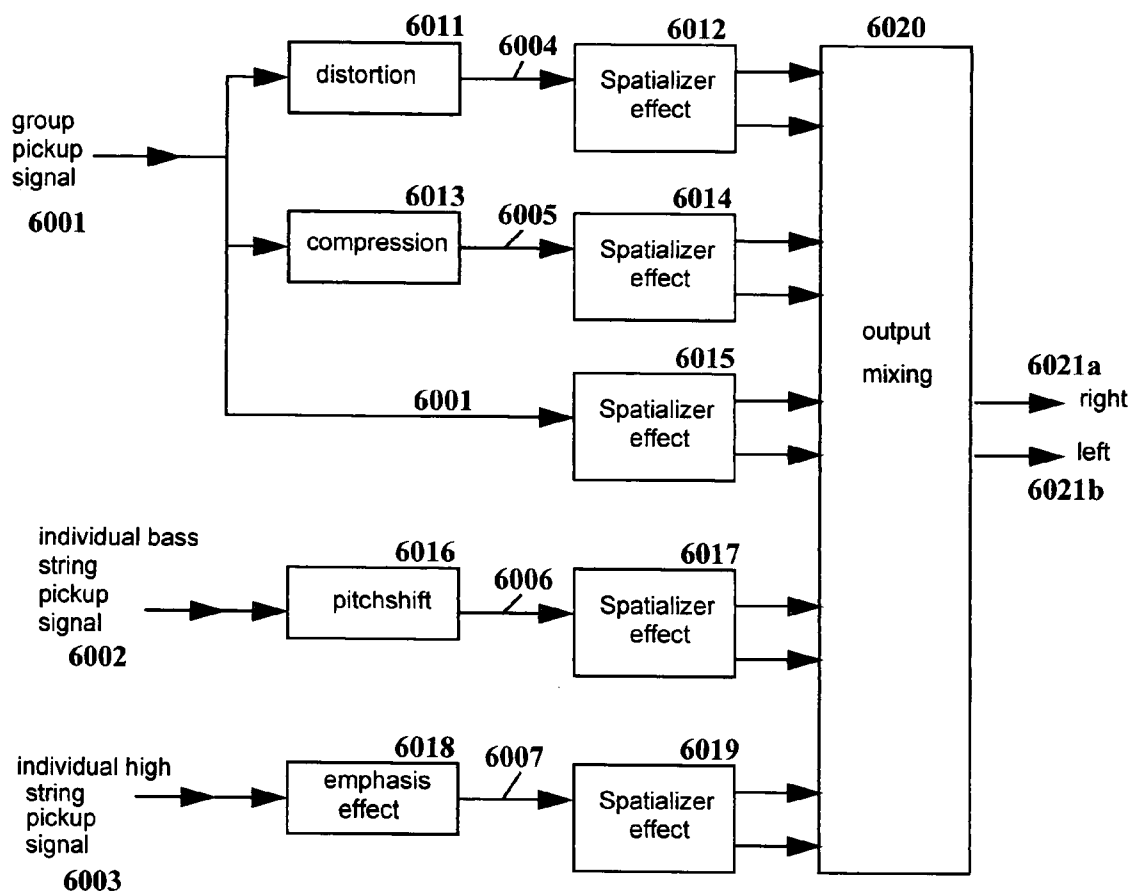 6011
6004
6012
6020
distortion
Spatializer
effect
group
pickup
signal
6001
6013
6005
6014
compression
Spatializer
effect
output
mixing
6015
6001
Spatializer
effect
6021a
right
left
6021b
individual bass
string
pickup
signal
6002
6016
6006
6017
pitchshift
Spatializer
effect
individual high
string
pickup
signal
6003
6018
6007
6019
emphasis
effect
Spatializer
effect